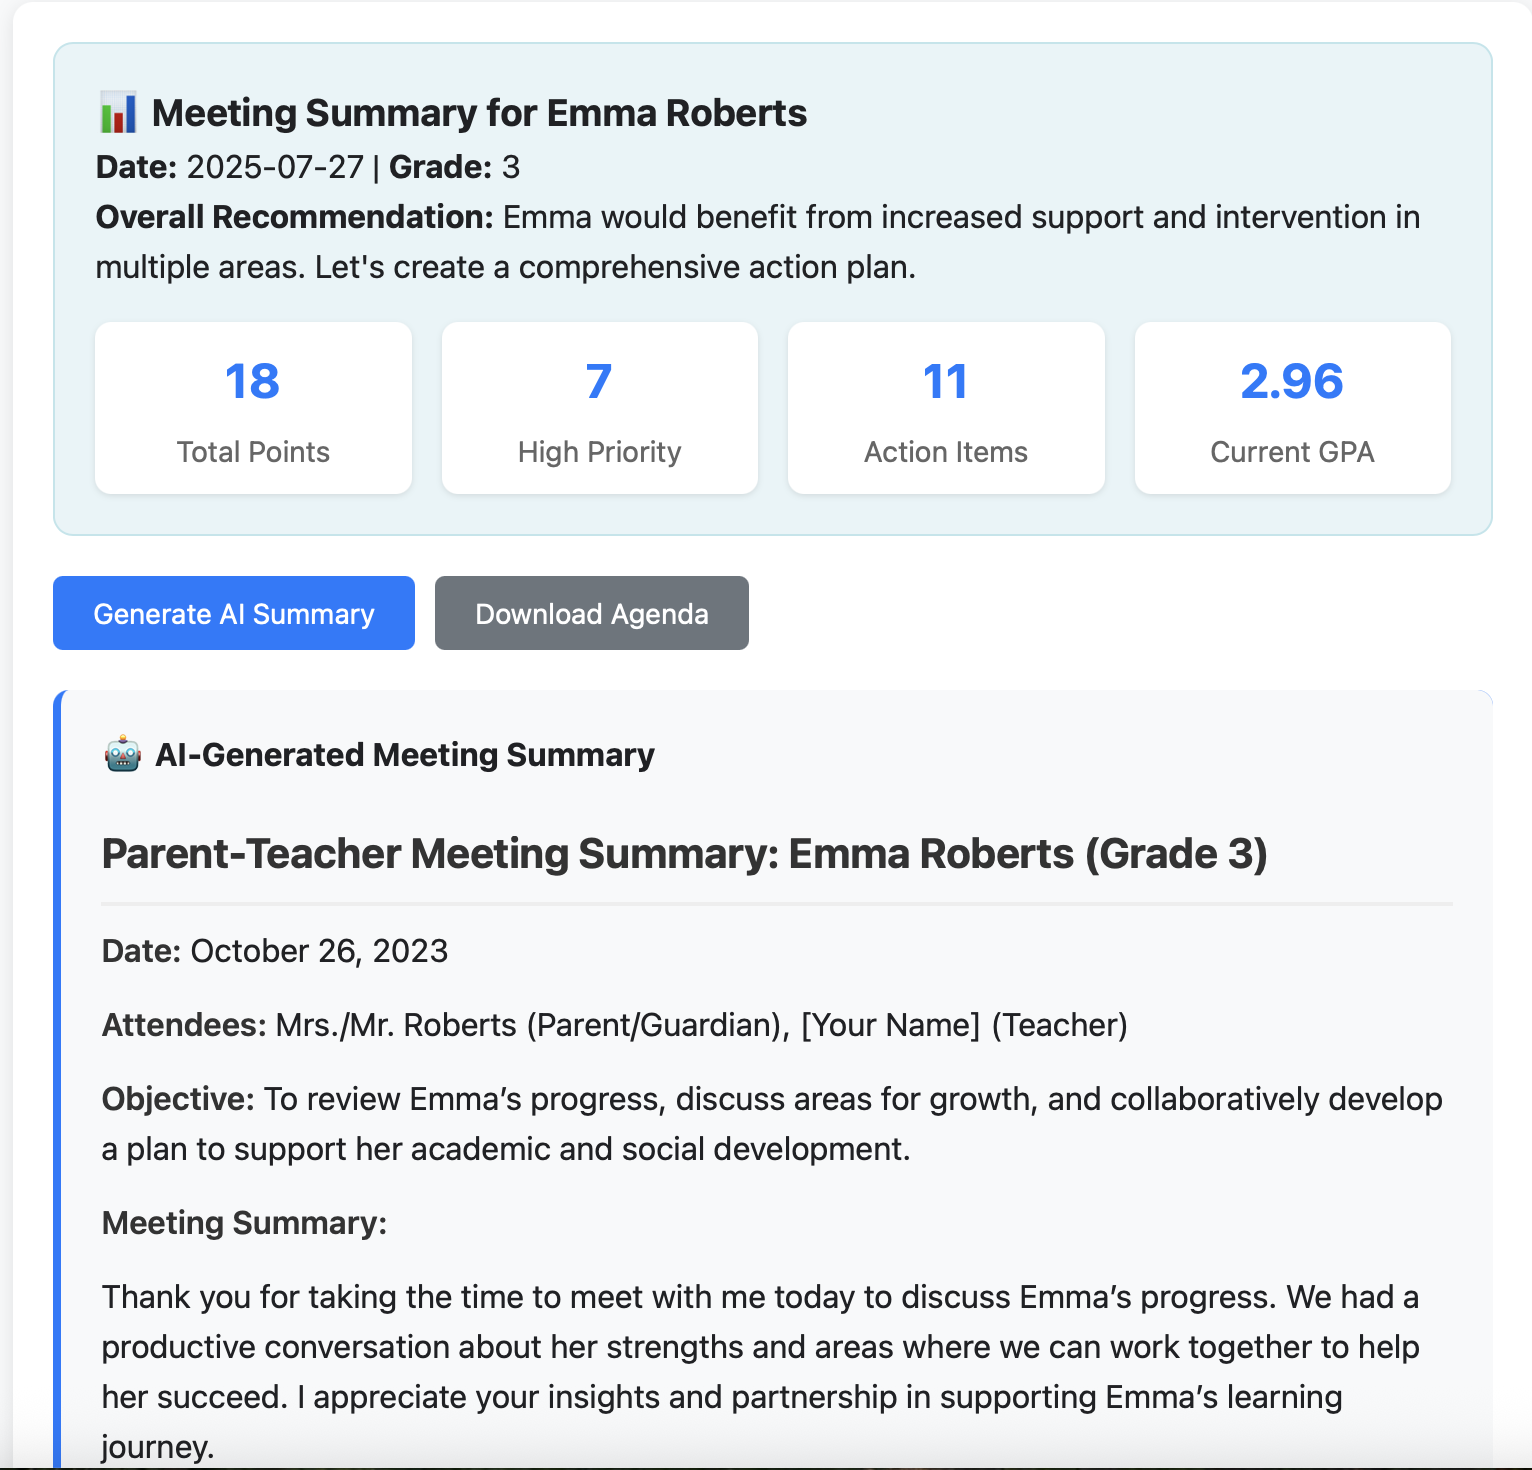 Meeting Summary for Emma Roberts
Date: 2025-07-27 | Grade: 3
Overall Recommendation: Emma would benefit from increased support and intervention in
multiple areas. Let's create a comprehensive action plan.
18
Total Points
7
High Priority
11
Action Items
2.96
Current GPA
Generate AI Summary
Download Agenda
AI-Generated Meeting Summary
Parent-Teacher Meeting Summary: Emma Roberts (Grade 3)
Date: October 26, 2023
Attendees: Mrs./Mr. Roberts (Parent/Guardian), [Your Name] (Teacher)
Objective: To review Emma’s progress, discuss areas for growth, and collaboratively develop
a plan to support her academic and social development.
Meeting Summary:
Thank you for taking the time to meet with me today to discuss Emma’s progress. We had a
productive conversation about her strengths and areas where we can work together to help
her succeed. I appreciate your insights and partnership in supporting Emma’s learning
journey.